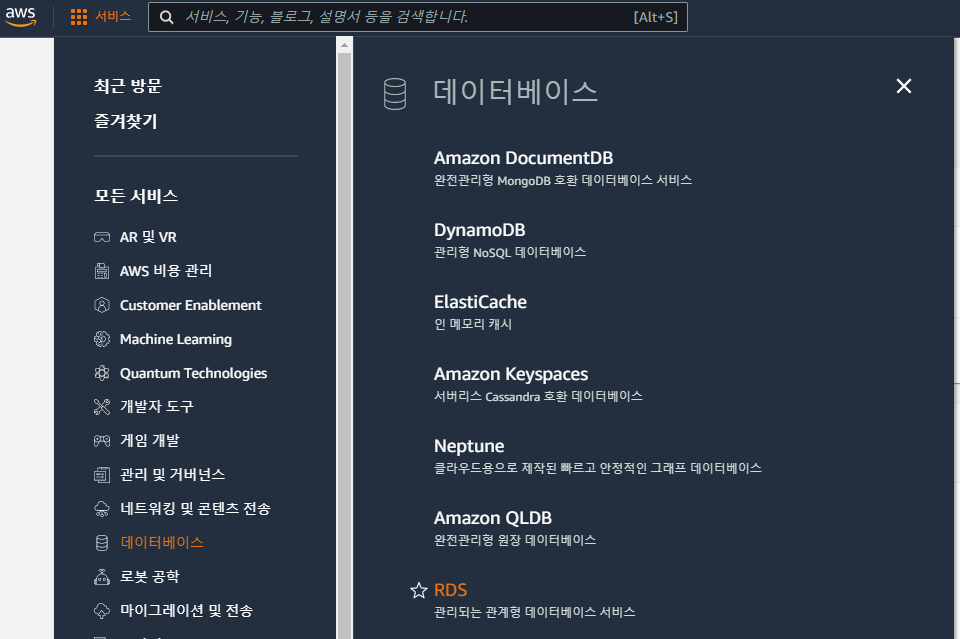 aws
서비스
서비스, 기능, 블로그, 설명서 등을 검색합니다.
[Alt+S]
최근 방문
즐겨찾기
모든 서비스
AR 및 VR
AWS 비용 관리
Customer Enablement
Machine Learning
Quantum Technologies
개발자 도구
게임 개발
관리 및 거버넌스
네트워킹 및 콘텐츠 전송
데이터베이스
로봇 공학
마이그레이션 및 전송
데이터베이스
Amazon DocumentDB
완전관리형 MongoDB 호환 데이터베이스 서비스
DynamoDB
관리형 NoSQL 데이터베이스
ElastiCache
인 메모리 캐시
Amazon Keyspaces
서버리스 Cassandra 호환 데이터베이스
Neptune
클라우드용으로 제작된 빠르고 안정적인 그래프 데이터베이스
Amazon QLDB
완전관리형 원장 데이터베이스
RDS
관리되는 관계형 데이터베이스 서비스